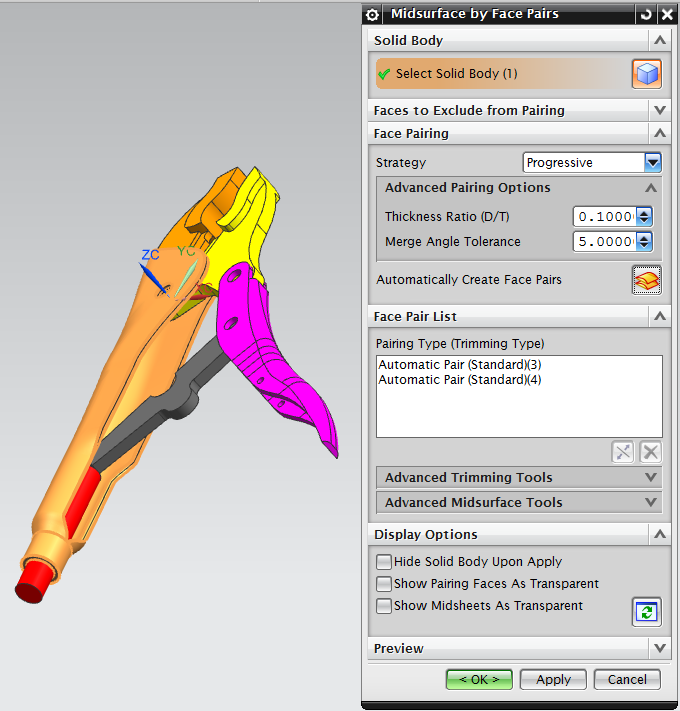 Midsurface by Face Pairs
Solid Body
Select Solid Body (1)
Faces to Exclude from Pairing
Face Pairing
Strategy Progressive
Advanced Pairing Options
Thickness Ratio (D/T) 0.1000
Merge Angle Tolerance 5.0000
Automatically Create Face Pairs
Face Pair List
Pairing Type (Trimming Type)
Automatic Pair (Standard)(3)
Automatic Pair (Standard)(4)
Advanced Trimming Tools
Advanced Midsurface Tools
Display Options
Hide Solid Body Upon Apply
Show Pairing Faces As Transparent
Show Midsheets As Transparent
Preview
< OK > Apply Cancel
ZC YC